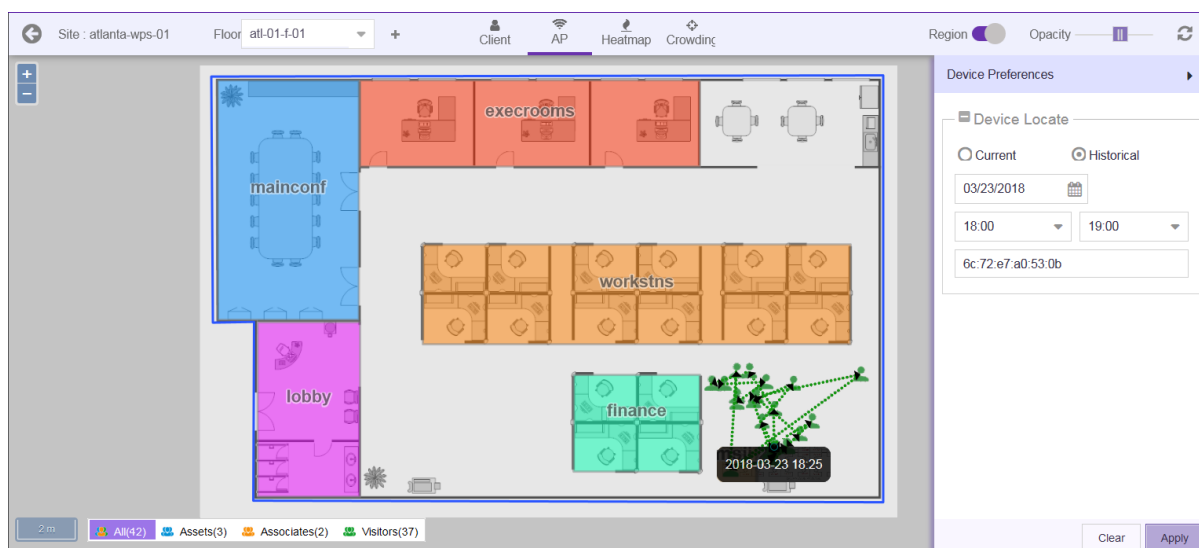 Site : atlanta-wps-01
Floor
atl-01-f-01
+
Client
AP
Heatmap
Crowding
Region
Opacity
+
−
Device Preferences
Device Locate
Current
Historical
03/23/2018
18:00
19:00
6c:72:e7:a0:53:0b
execrooms
mainconf
workstns
lobby
finance
2018-03-23 18:25
2 m
All(42)
Assets(3)
Associates(2)
Visitors(37)
Clear
Apply